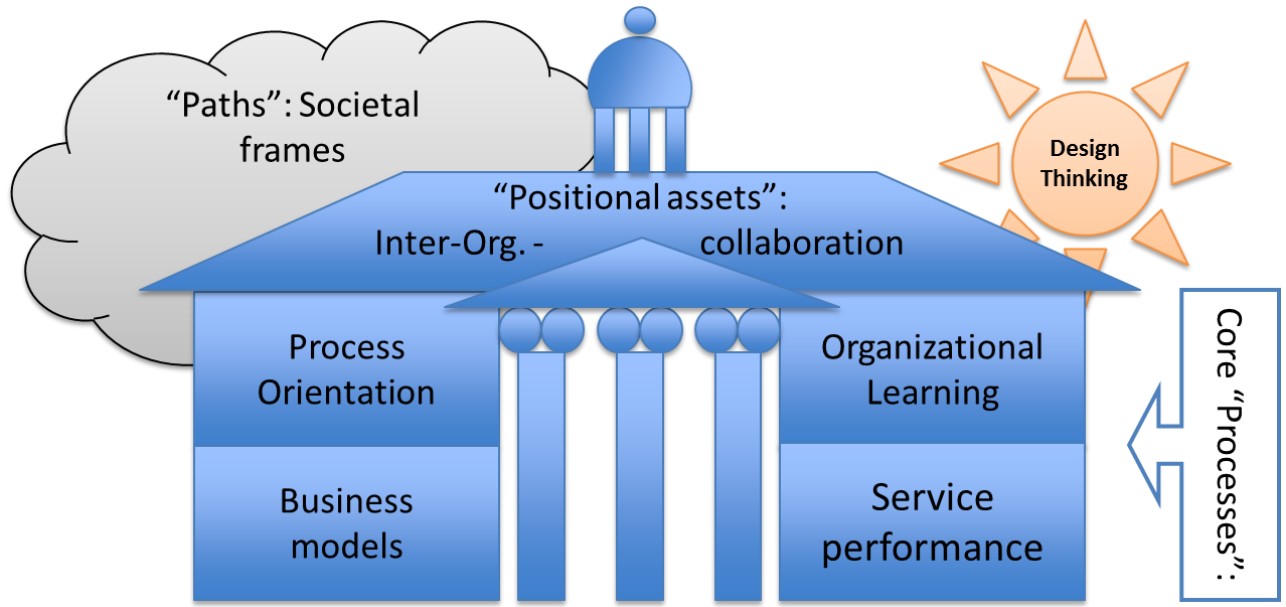 “Paths”: Societal
frames
Design
Thinking
“Positional assets”:
Inter-Org. - collaboration
Process
Orientation
Organizational
Learning
Business
models
Service
performance
Core “Processes”: